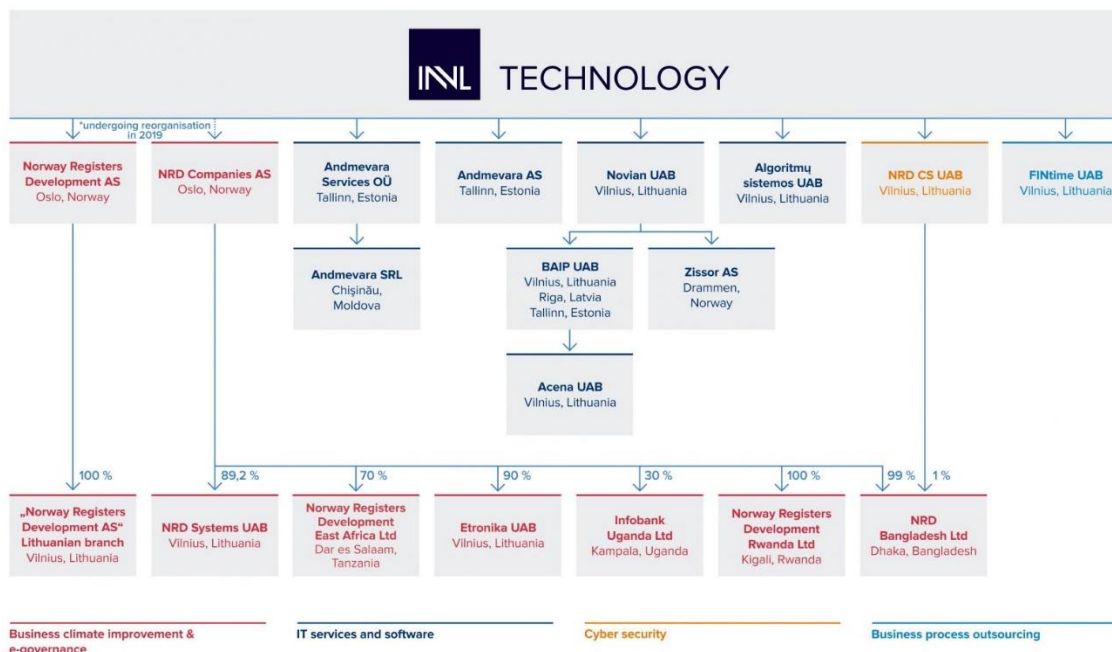 INVL TECHNOLOGY
*undergoing reorganisation
in 2019
Norway Registers
Development AS
Oslo, Norway
NRD Companies AS
Oslo, Norway
Andmevara
Services OÜ
Tallinn, Estonia
Andmevara AS
Tallinn, Estonia
Novian UAB
Vilnius, Lithuania
Algoritmų
sistemos UAB
Vilnius, Lithuania
NRD CS UAB
Vilnius, Lithuania
FINtime UAB
Vilnius, Lithuania
Andmevara SRL
Chişinău,
Moldova
BAIP UAB
Vilnius, Lithuania
Riga, Latvia
Tallinn, Estonia
Zissor AS
Drammen,
Norway
Acena UAB
Vilnius, Lithuania
100 %
89,2 %
70 %
90 %
30 %
100 %
99 %
1 %
„Norway Registers
Development AS“
Lithuanian branch
Vilnius, Lithuania
NRD Systems UAB
Vilnius, Lithuania
Norway Registers
Development
East Africa Ltd
Dar es Salaam,
Tanzania
Etronika UAB
Vilnius, Lithuania
Infobank
Uganda Ltd
Kampala, Uganda
Norway Registers
Development
Rwanda Ltd
Kigali, Rwanda
NRD
Bangladesh Ltd
Dhaka, Bangladesh
Business climate improvement &
e-governance
IT services and software
Cyber security
Business process outsourcing